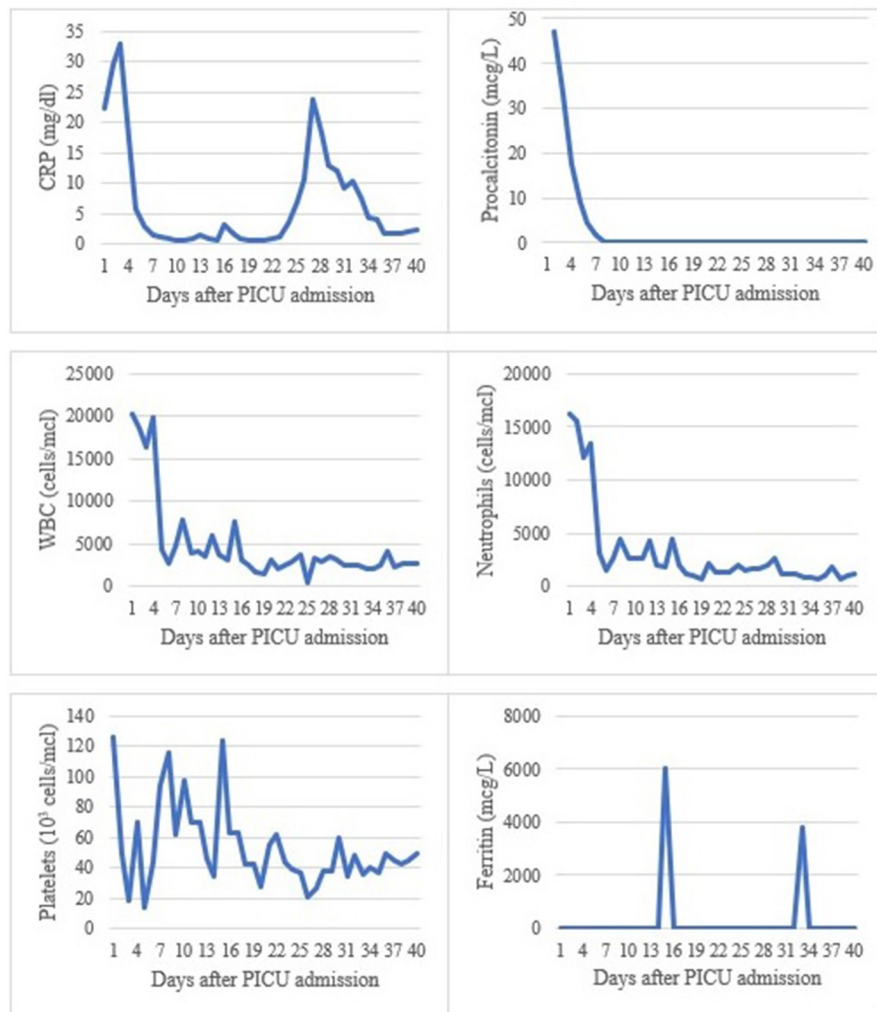 CRP (mg/dl)
35
30
25
20
15
10
5
0
1 4 7 10 13 16 19 22 25 28 31 34 37 40
Days after PICU admission
Procalcitonin (mcg/L)
50
40
30
20
10
0
1 4 7 10 13 16 19 22 25 28 31 34 37 40
Days after PICU admission
WBC (cells/mcl)
25000
20000
15000
10000
5000
0
1 4 7 10 13 16 19 22 25 28 31 34 37 40
Days after PICU admission
Neutrophils (cells/mcl)
20000
15000
10000
5000
0
1 4 7 10 13 16 19 22 25 28 31 34 37 40
Days after PICU admission
Platelets (10³ cells/mcl)
140
120
100
80
60
40
20
0
1 4 7 10 13 16 19 22 25 28 31 34 37 40
Days after PICU admission
Ferritin (mcg/L)
8000
6000
4000
2000
0
1 4 7 10 13 16 19 22 25 28 31 34 37 40
Days after PICU admission